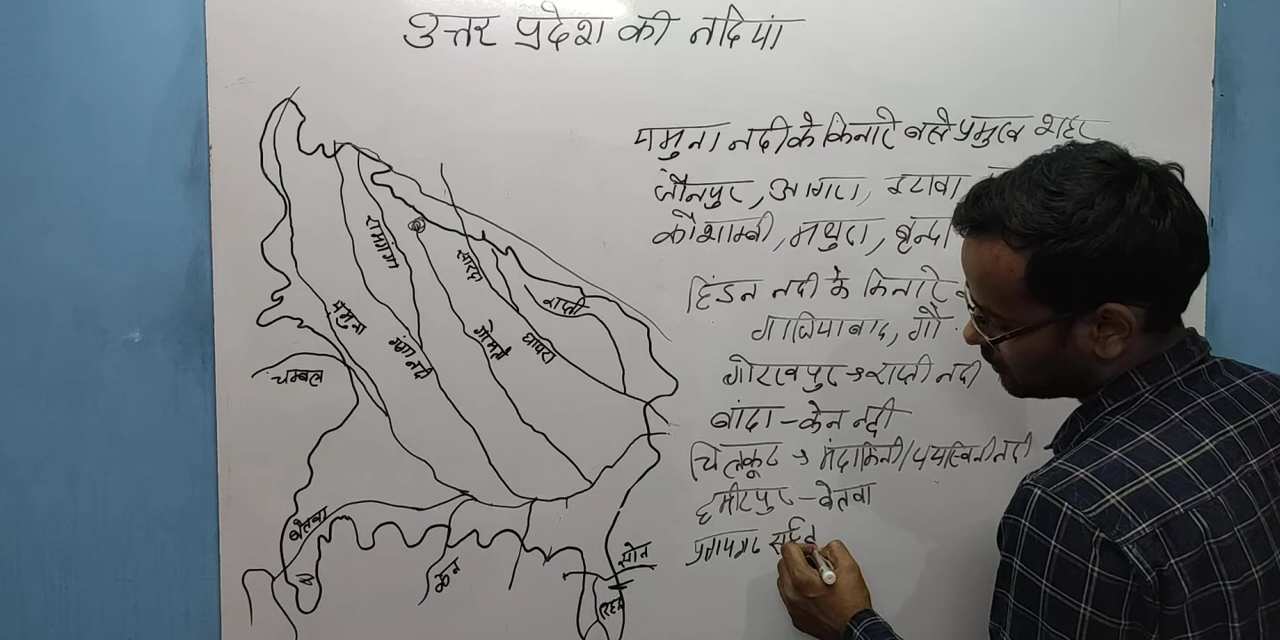 उत्तर प्रदेश की नदियां
यमुना नदी के किनारे बसे प्रमुख शहर
जौनपुर, आगरा, इटावा
कौशाम्बी, मथुरा, वृन्दा
हिंडन नदी के किनारे
गाजियाबाद, गौ
गोरखपुर → राप्ती नदी
बांदा - केन नदी
चित्रकूट → मंदाकिनी/पयस्विनी नदी
हमीरपुर - बेतवा
प्रतापगढ़
रामगंगा
सारदा
राप्ती
यमुना
गंगा नदी
गोमती
घाघरा
चम्बल
बेतवा
केन
सोन